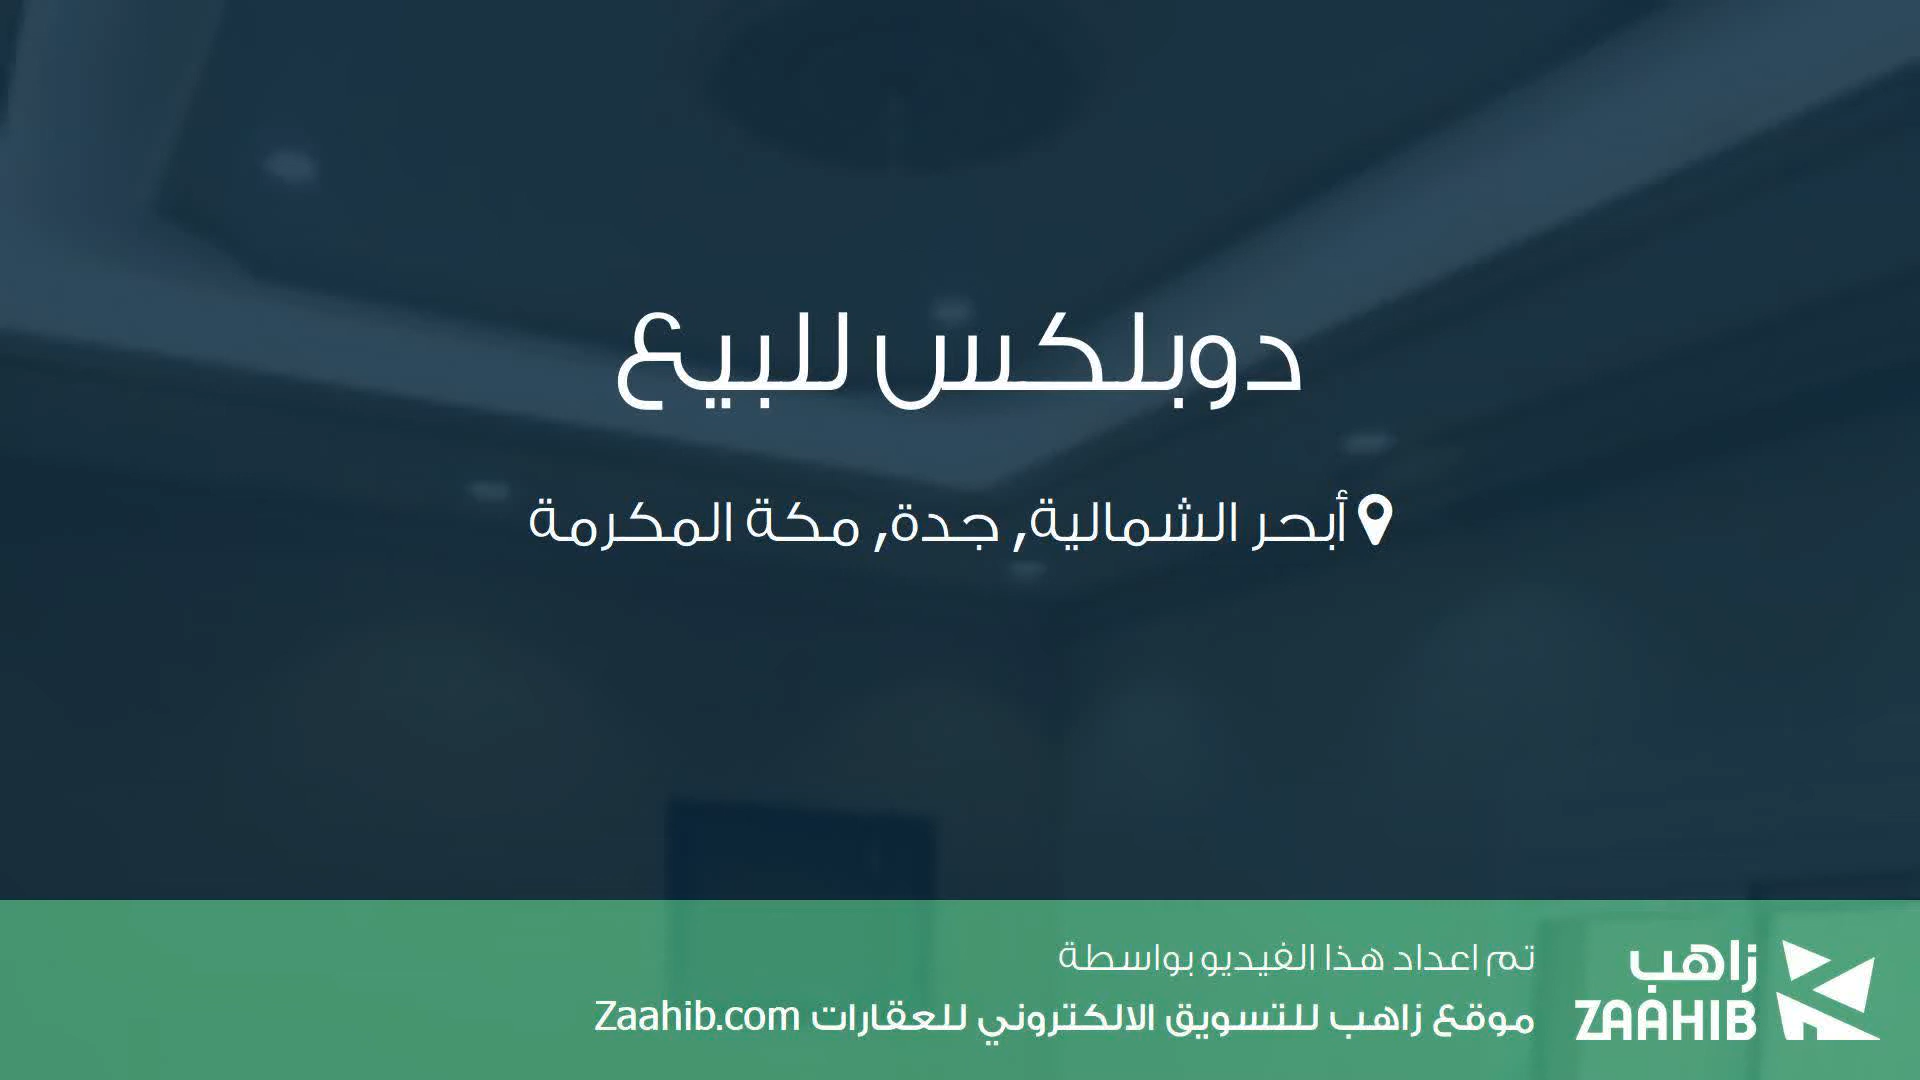 دوبلكس للبيع
أبحر الشمالية, جدة, مكة المكرمة
تم اعداد هذا الفيديو بواسطة
موقع زاهب للتسويق الالكتروني للعقارات Zaahib.com
زاهب
ZAAHIB